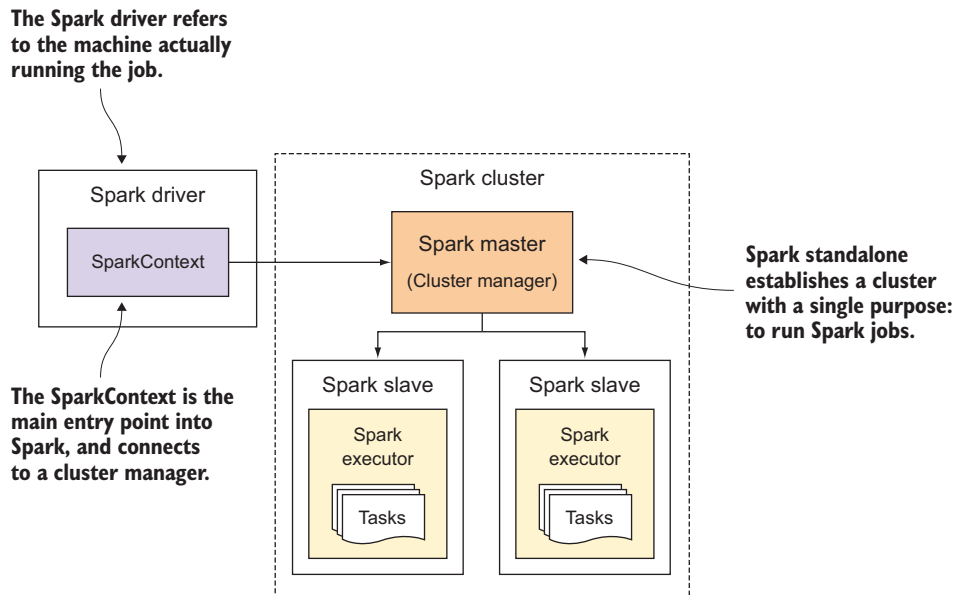 The Spark driver refers
to the machine actually
running the job.
Spark cluster
Spark driver
SparkContext
Spark master
(Cluster manager)
Spark standalone
establishes a cluster
with a single purpose:
to run Spark jobs.
The SparkContext is the
main entry point into
Spark, and connects
to a cluster manager.
Spark slave
Spark
executor
Tasks
Spark slave
Spark
executor
Tasks